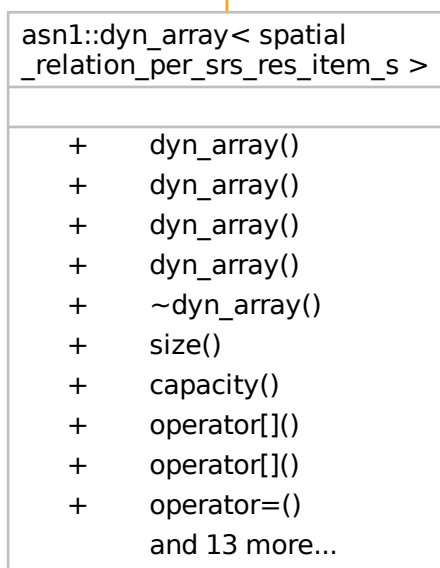 asn1::dyn_array< spatial
_relation_per_srs_res_item_s >
+ dyn_array()
+ dyn_array()
+ dyn_array()
+ dyn_array()
+ ~dyn_array()
+ size()
+ capacity()
+ operator[]()
+ operator[]()
+ operator=()
and 13 more...